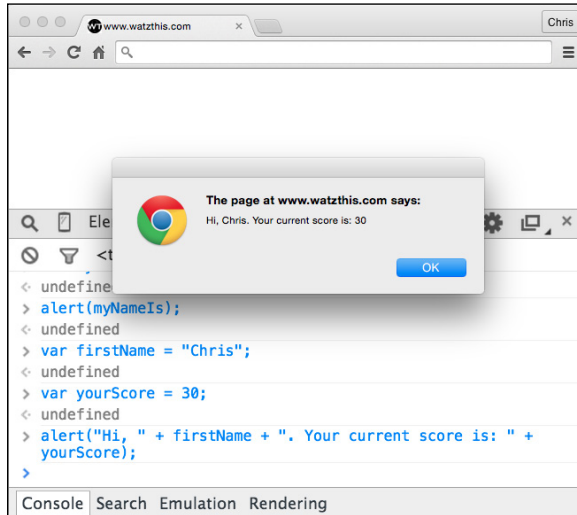 WT www.watzthis.com ×
Chris
The page at www.watzthis.com says:
Hi, Chris. Your current score is: 30
OK
Ele
×
<t
undefine
> alert(myNameIs);
undefined
> var firstName = "Chris";
undefined
> var yourScore = 30;
undefined
> alert("Hi, " + firstName + ". Your current score is: " +
yourScore);
>
Console Search Emulation Rendering